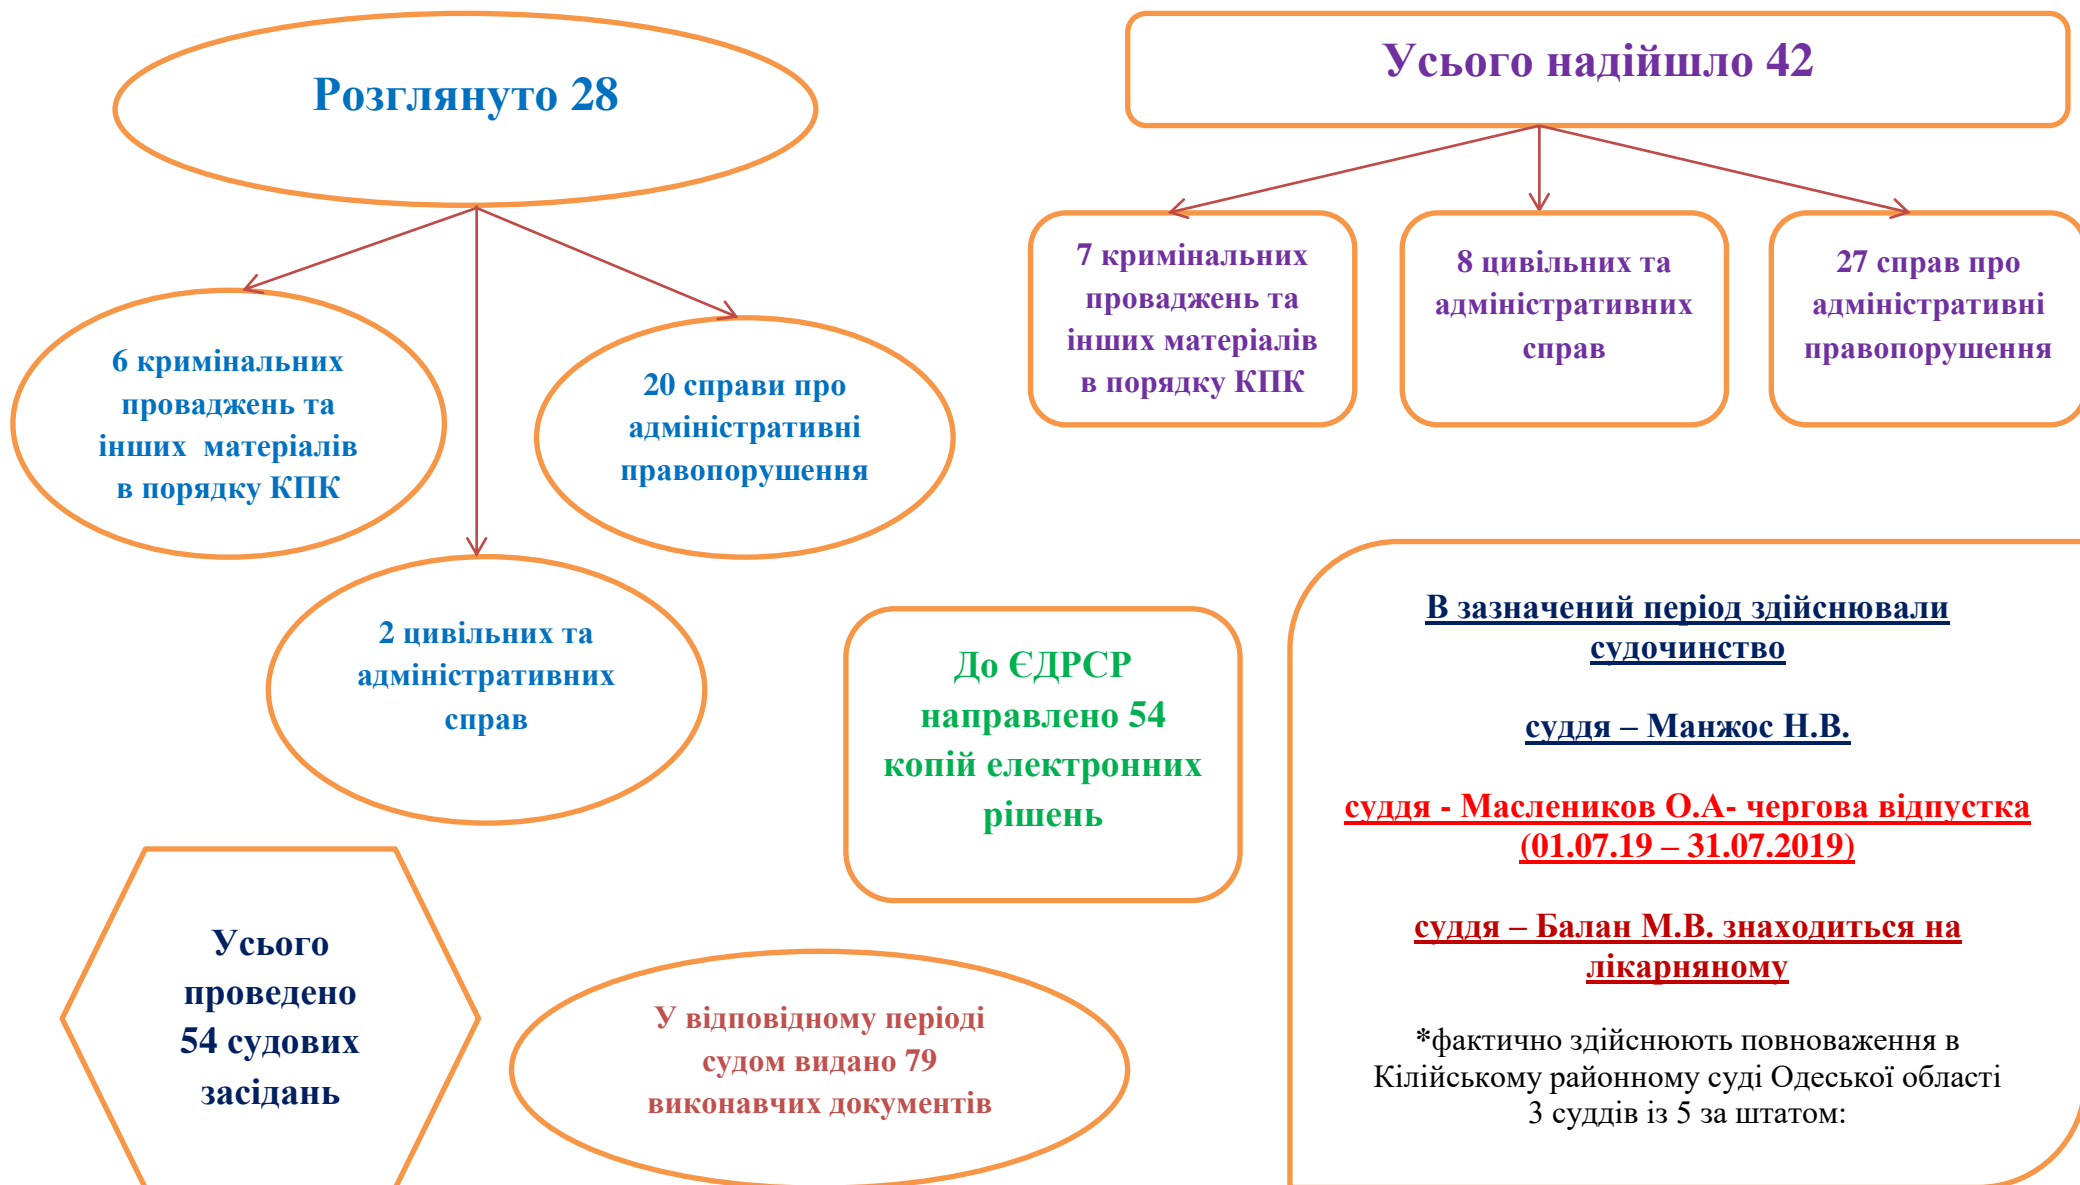 Розглянуто 28
6 кримінальних
проваджень та
інших  матеріалів
в порядку КПК
20 справи про
адміністративні
правопорушення
2 цивільних та
адміністративних
справ
Усього надійшло 42
7 кримінальних
проваджень та
інших матеріалів
в порядку КПК
8 цивільних та
адміністративних
справ
27 справ про
адміністративні
правопорушення
До ЄДРСР
направлено 54
копій електронних
рішень
Усього
проведено
54 судових
засідань
У відповідному періоді
судом видано 79
виконавчих документів
В зазначений період здійснювали
судочинство
суддя – Манжос Н.В.
суддя - Маслеников О.А- чергова відпустка
(01.07.19 – 31.07.2019)
суддя – Балан М.В. знаходиться на
лікарняному
*фактично здійснюють повноваження в
Кілійському районному суді Одеської області
3 суддів із 5 за штатом: